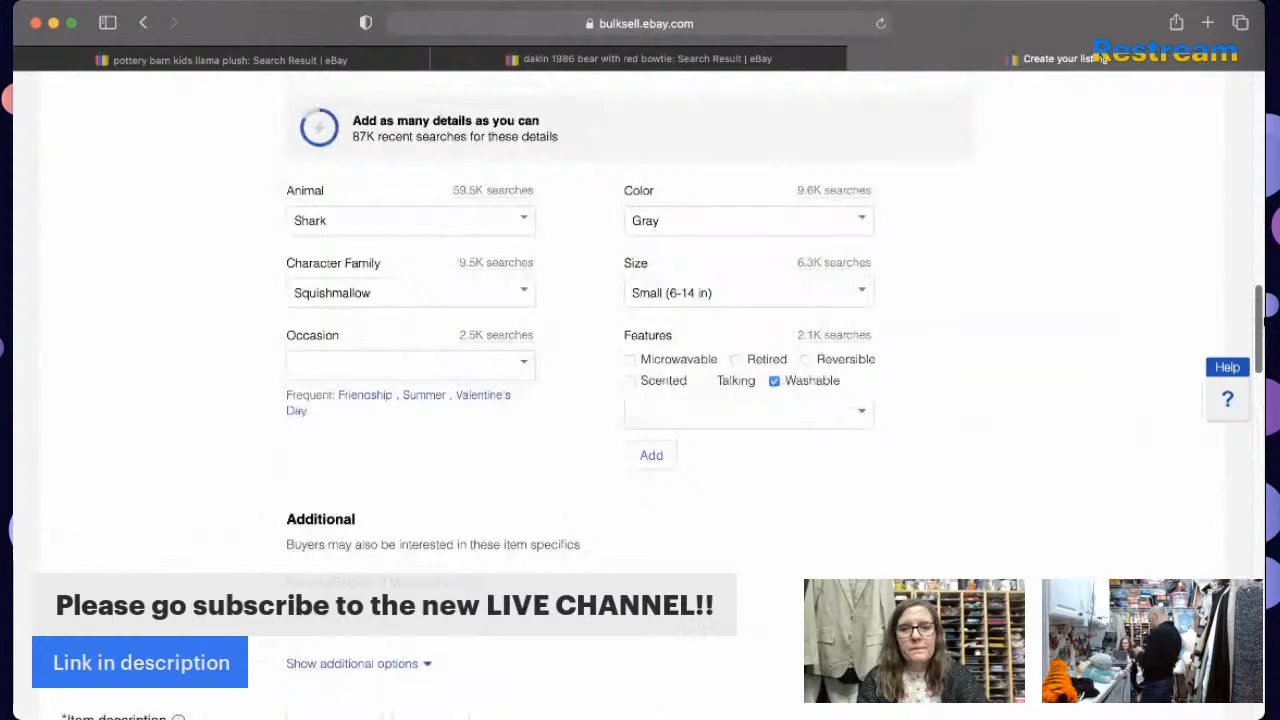 bulksell.ebay.com
pottery barn kids llama plush: Search Result | eBay
dakin 1986 bear with red bowtie: Search Result | eBay
Create your listing
Restream
Add as many details as you can
87K recent searches for these details
Animal 59.5K searches
Shark
Color 9.6K searches
Gray
Character Family 9.5K searches
Squishmallow
Size 6.3K searches
Small (6-14 in)
Occasion 2.5K searches
Frequent: Friendship , Summer , Valentine's
Day
Features 2.1K searches
Microwavable Retired Reversible
Scented Talking Washable
Add
Help
?
Additional
Buyers may also be interested in these item specifics
Please go subscribe to the new LIVE CHANNEL!!
Link in description
Show additional options
*Item description